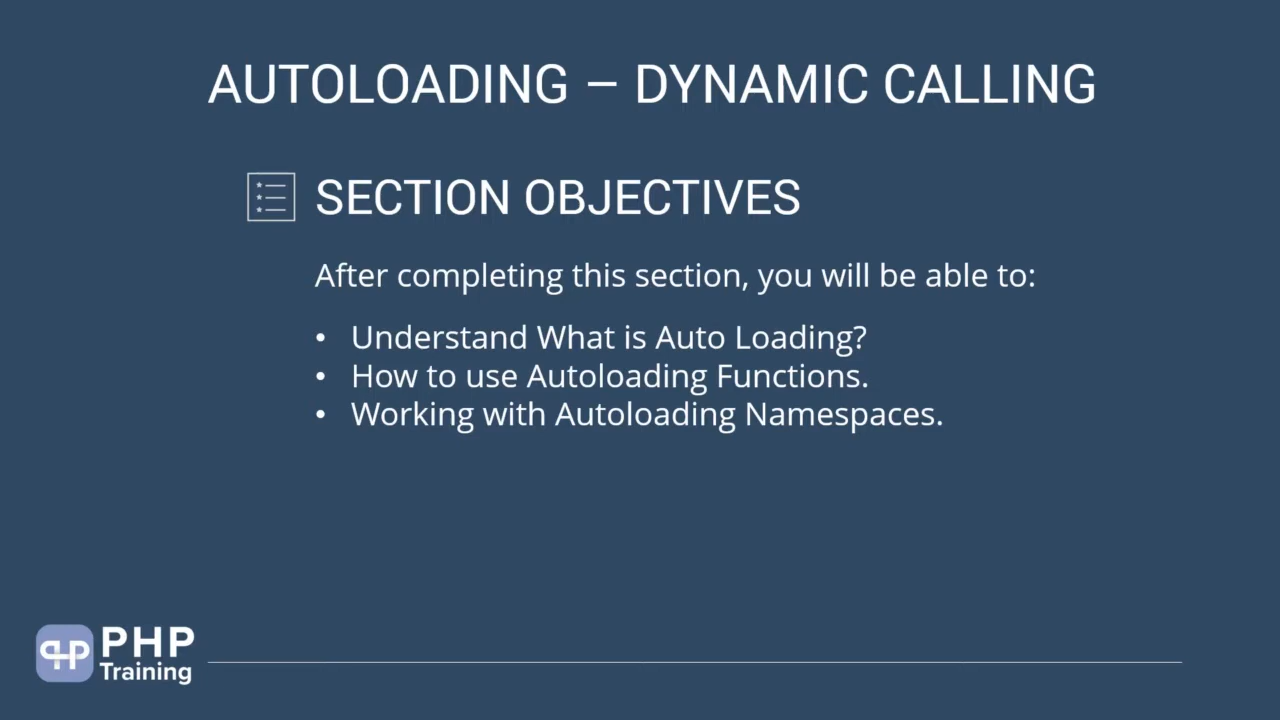 AUTOLOADING – DYNAMIC CALLING
SECTION OBJECTIVES
After completing this section, you will be able to:
• Understand What is Auto Loading?
• How to use Autoloading Functions.
• Working with Autoloading Namespaces.
PHP
Training